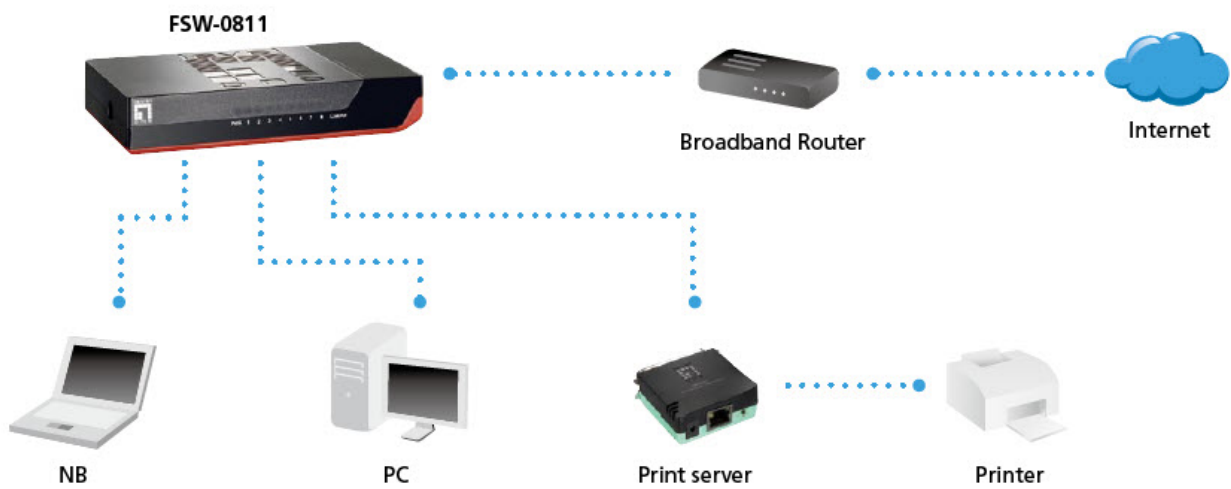 FSW-0811
Broadband Router
Internet
NB
PC
Print server
Printer